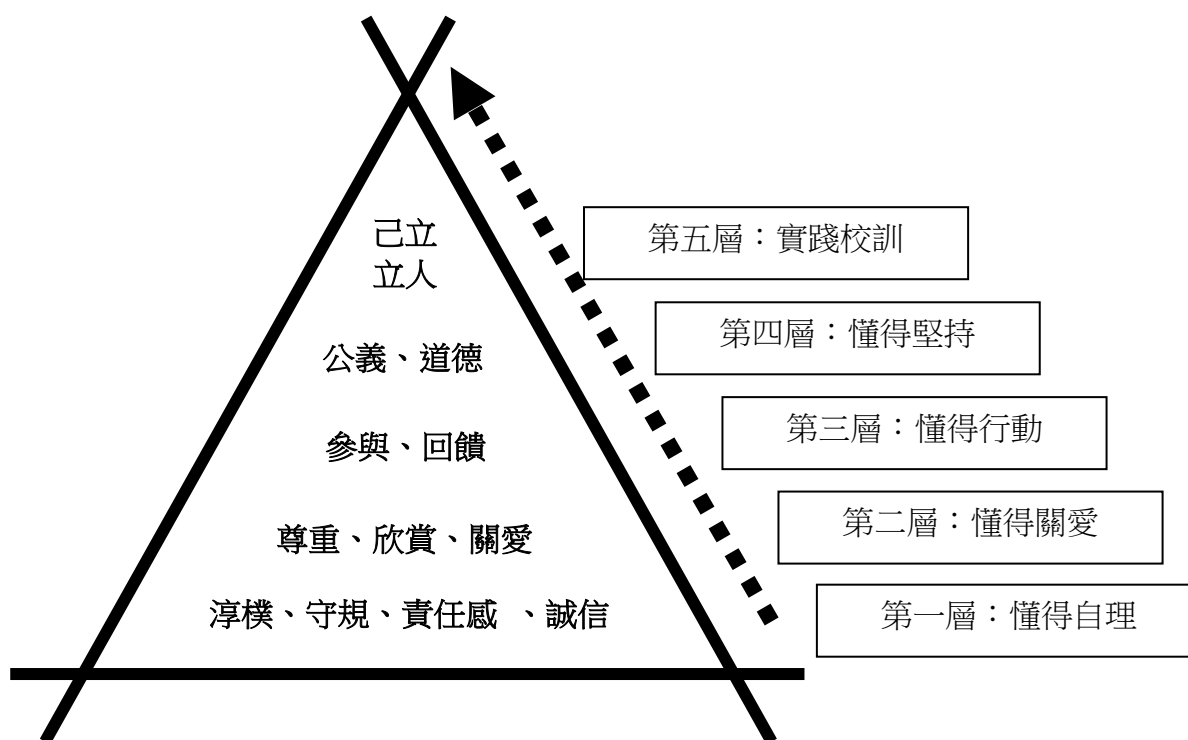 己立
立人
第五層：實踐校訓
公義、道德
第四層：懂得堅持
參與、回饋
第三層：懂得行動
尊重、欣賞、關愛
第二層：懂得關愛
淳樸、守規、責任感 、誠信
第一層：懂得自理